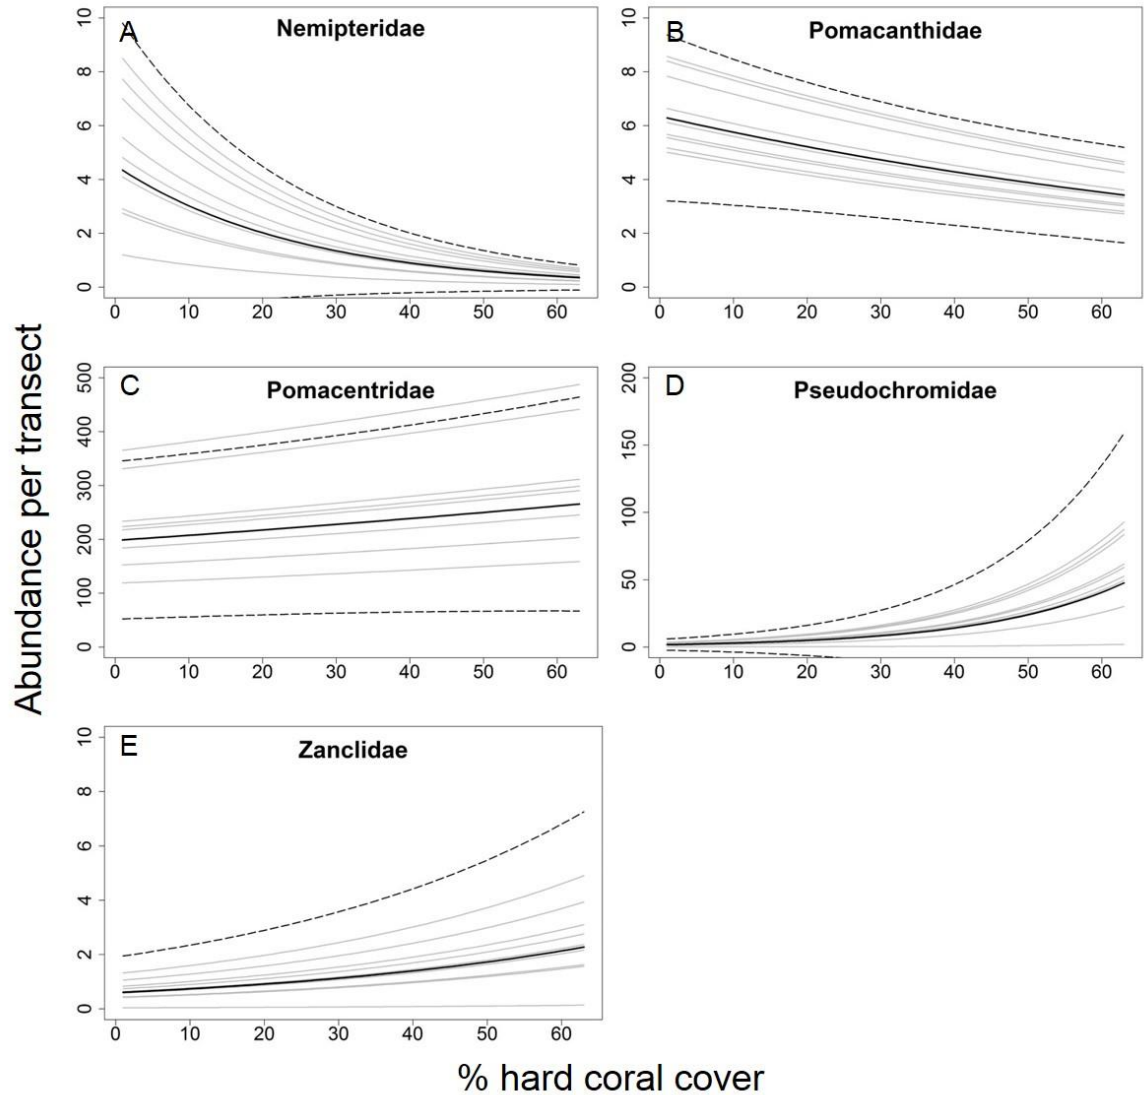 Abundance per transect
A
Nemipteridae
10
8
6
4
2
0
0 10 20 30 40 50 60
B
Pomacanthidae
10
8
6
4
2
0
0 10 20 30 40 50 60
C
Pomacentridae
500
400
300
200
100
0
0 10 20 30 40 50 60
D
Pseudochromidae
200
150
100
50
0
0 10 20 30 40 50 60
E
Zanclidae
10
8
6
4
2
0
0 10 20 30 40 50 60
% hard coral cover